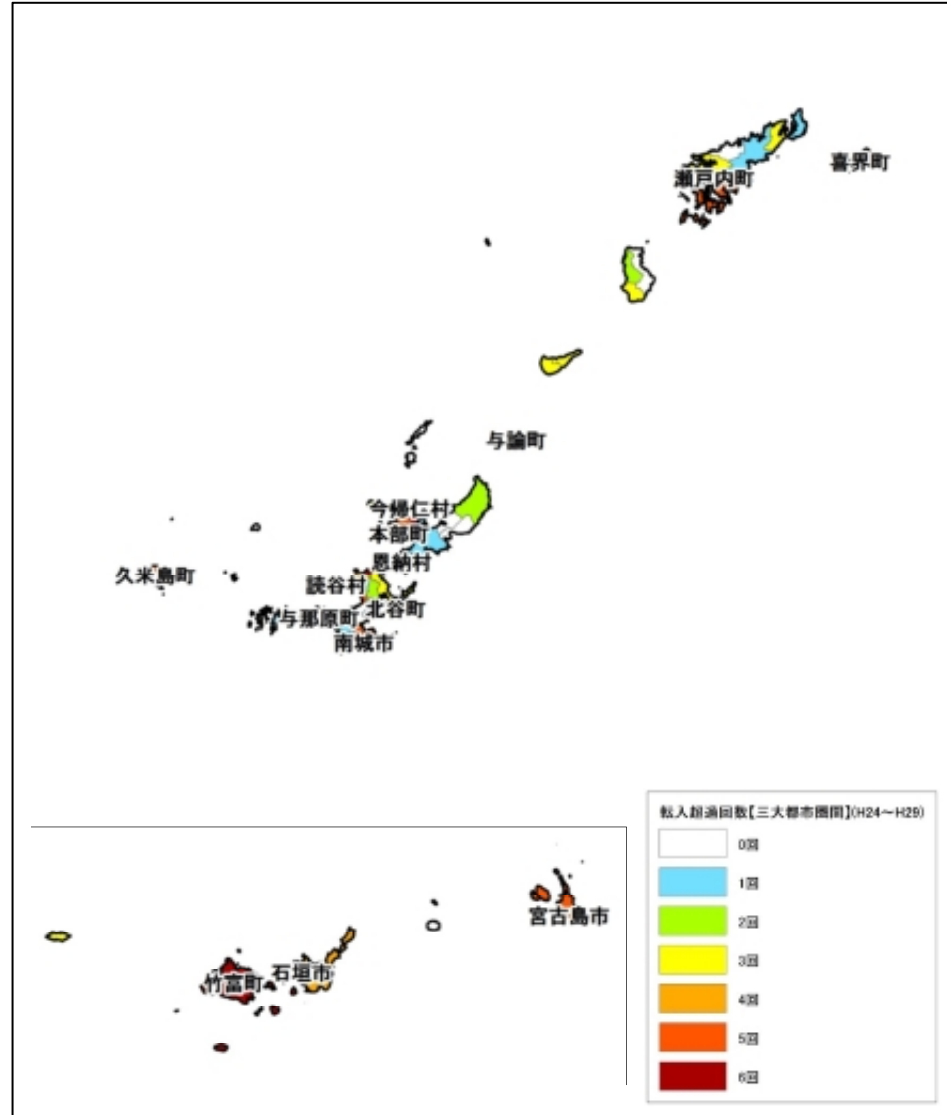 喜界町
瀬戸内町
与論町
今帰仁村
本部町
恩納村
久米島町
読谷村
北谷町
与那原町
南城市
転入超過回数【三大都市圏間】(H24～H29)
0回
1回
2回
3回
4回
5回
6回
宮古島市
石垣市
竹富町